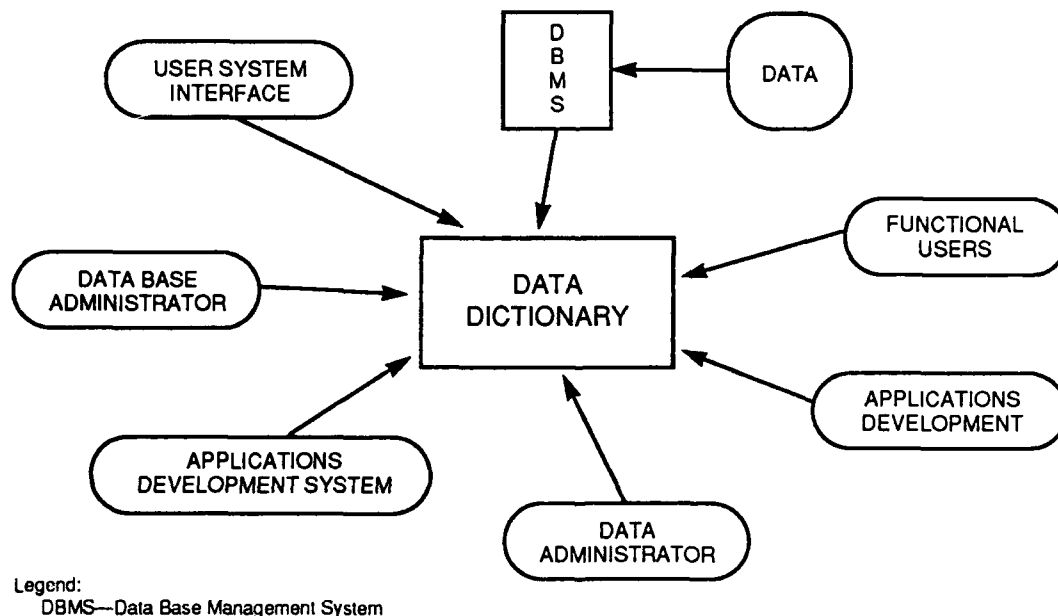 USER SYSTEM
INTERFACE
D
B
M
S
DATA
FUNCTIONAL
USERS
DATA BASE
ADMINISTRATOR
DATA
DICTIONARY
APPLICATIONS
DEVELOPMENT
APPLICATIONS
DEVELOPMENT SYSTEM
DATA
ADMINISTRATOR
Legend:
DBMS—Data Base Management System